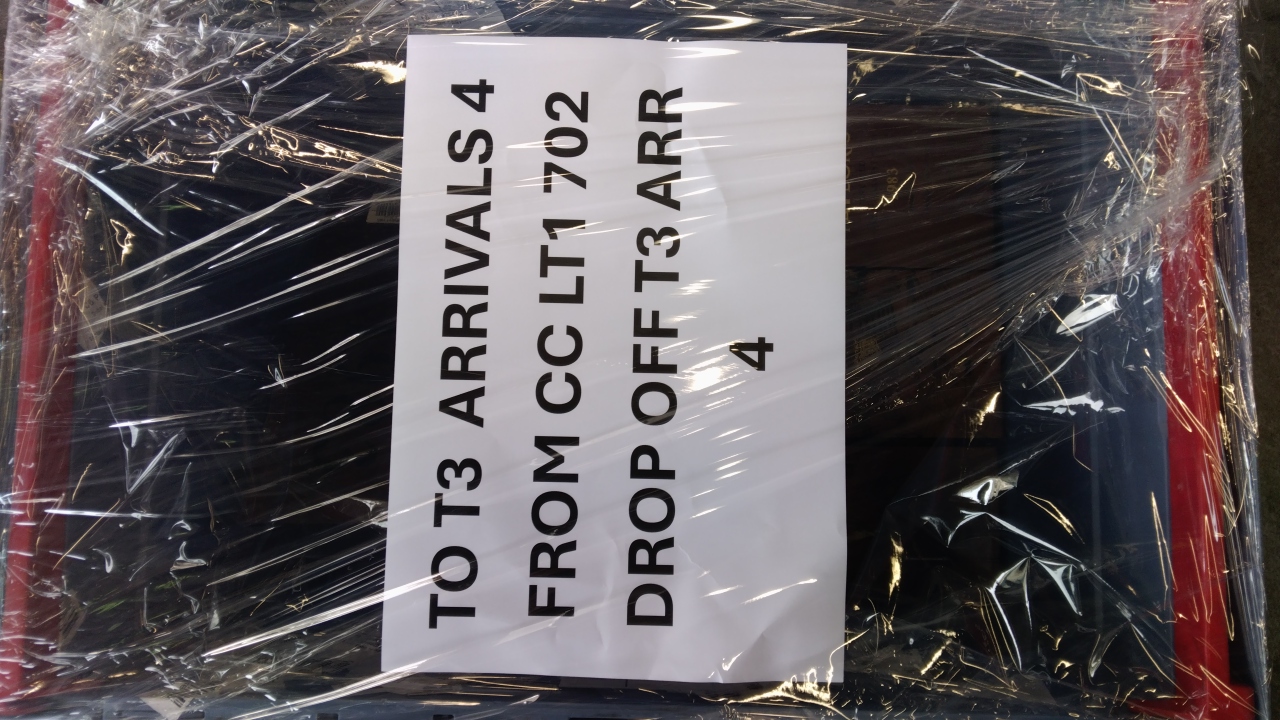 TO T3 ARRIVALS 4
FROM CC LT1 702
DROP OFF T3 ARR
4